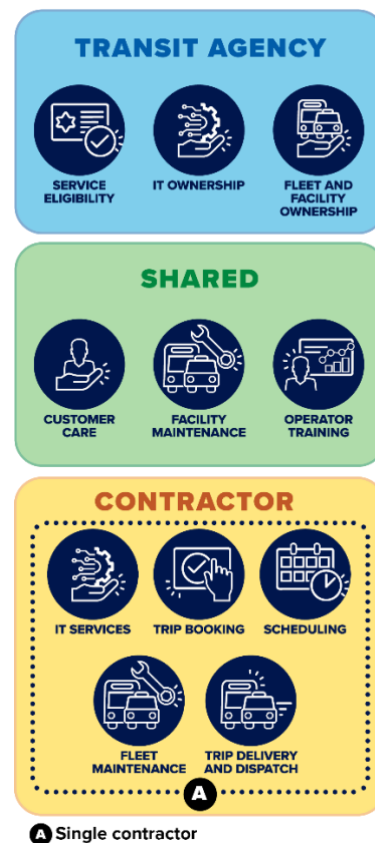 TRANSIT AGENCY
SERVICE
ELIGIBILITY
IT OWNERSHIP
FLEET AND
FACILITY
OWNERSHIP
SHARED
CUSTOMER
CARE
FACILITY
MAINTENANCE
OPERATOR
TRAINING
CONTRACTOR
IT SERVICES
TRIP BOOKING
SCHEDULING
FLEET
MAINTENANCE
TRIP DELIVERY
AND DISPATCH
A
A Single contractor